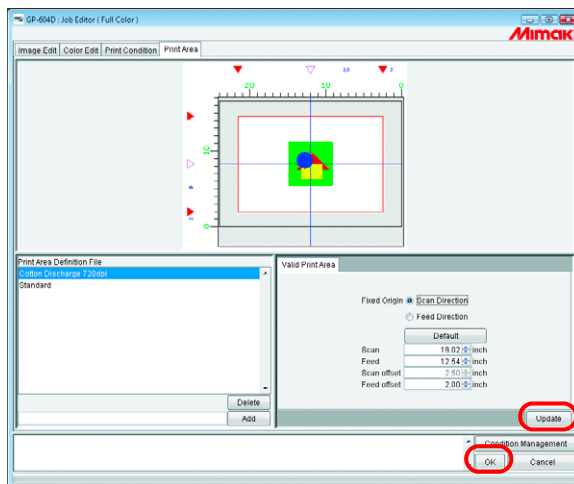 GP-604D : Job Editor ( Full Color )
Mimaki
Image Edit Color Edit Print Condition Print Area
20 10 0
10
0
Print Area Definition File
Cotton Discharge 720dpi
Standard
Delete
Add
Valid Print Area
Fixed Origin Scan Direction
Feed Direction
Default
Scan 19.02 inch
Feed 12.54 inch
Scan offset 2.50 inch
Feed offset 2.00 inch
Update
Condition Management
OK Cancel